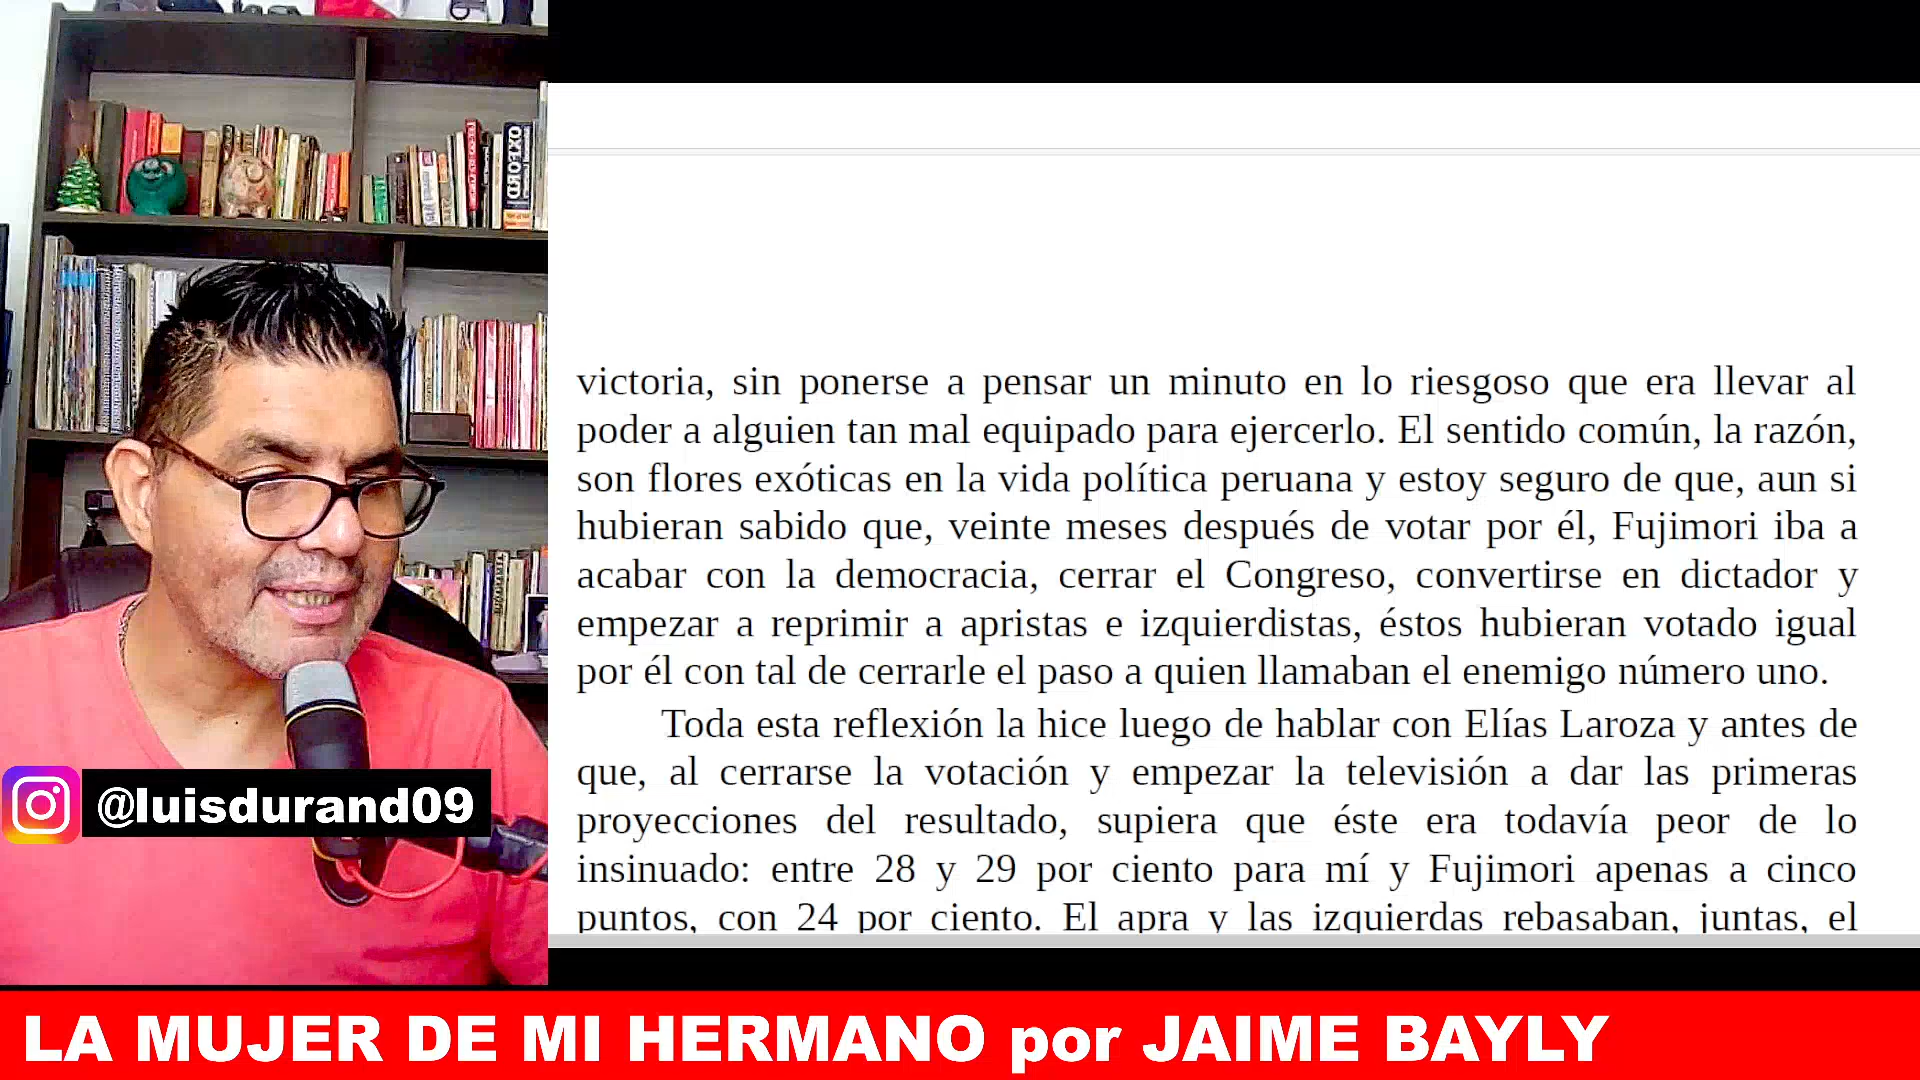 OXFORD
victoria, sin ponerse a pensar un minuto en lo riesgoso que era llevar al
poder a alguien tan mal equipado para ejercerlo. El sentido común, la razón,
son flores exóticas en la vida política peruana y estoy seguro de que, aun si
hubieran sabido que, veinte meses después de votar por él, Fujimori iba a
acabar con la democracia, cerrar el Congreso, convertirse en dictador y
empezar a reprimir a apristas e izquierdistas, éstos hubieran votado igual
por él con tal de cerrarle el paso a quien llamaban el enemigo número uno.
Toda esta reflexión la hice luego de hablar con Elías Laroza y antes de
que, al cerrarse la votación y empezar la televisión a dar las primeras
proyecciones del resultado, supiera que éste era todavía peor de lo
insinuado: entre 28 y 29 por ciento para mí y Fujimori apenas a cinco
puntos, con 24 por ciento. El apra y las izquierdas rebasaban, juntas, el
@luisdurand09
LA MUJER DE MI HERMANO por JAIME BAYLY